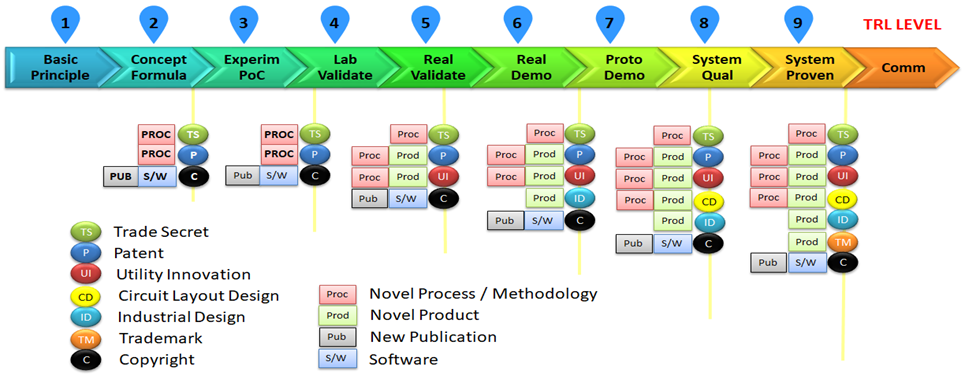 1 2 3 4 5 6 7 8 9 TRL LEVEL
Basic Principle
Concept Formula
Experim PoC
Lab Validate
Real Validate
Real Demo
Proto Demo
System Qual
System Proven
Comm
PROC TS
PROC P
PUB S/W C
PROC TS
PROC P
Pub S/W C
Proc TS
Proc Prod P
Proc Prod UI
Pub S/W C
Proc TS
Proc Prod P
Proc Prod UI
Prod ID
Pub S/W C
Proc TS
Proc Prod P
Proc Prod UI
Proc Prod CD
Prod ID
Pub S/W C
Proc TS
Proc Prod P
Proc Prod UI
Proc Prod CD
Prod ID
Prod TM
Pub S/W C
TS Trade Secret
P Patent
UI Utility Innovation
CD Circuit Layout Design
ID Industrial Design
TM Trademark
C Copyright
Proc Novel Process / Methodology
Prod Novel Product
Pub New Publication
S/W Software